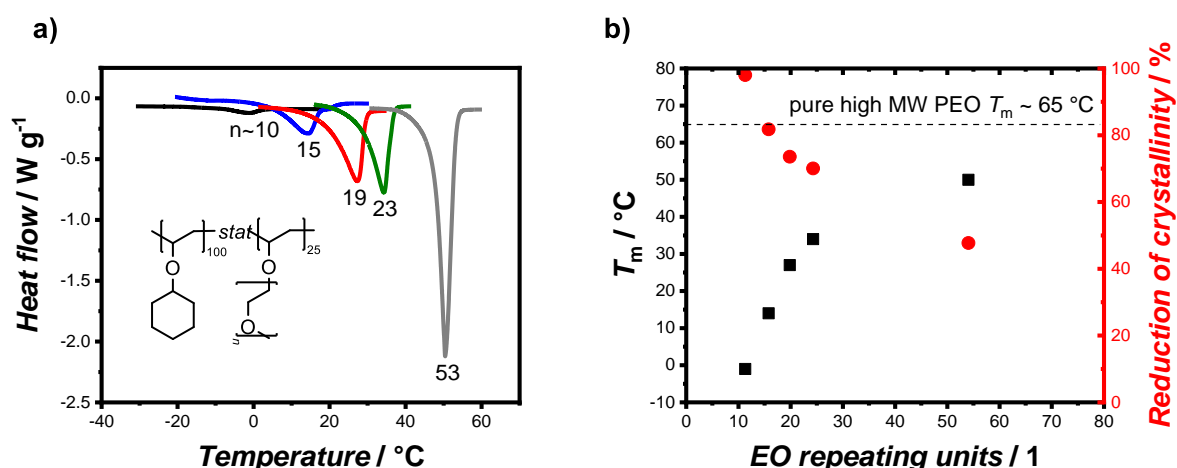 a)
0.0
-0.5
-1.0
-1.5
-2.0
-2.5
Heat flow / W g-1
-40 -20 0 20 40 60
Temperature / °C
n~10
15
19
23
53
stat
100
25
O
O
O
n
b)
80
70
60
50
40
30
20
10
0
-10
Tm / °C
pure high MW PEO Tm ~ 65 °C
0 10 20 30 40 50 60 70 80
EO repeating units / 1
100
80
60
40
20
0
Reduction of crystallinity / %